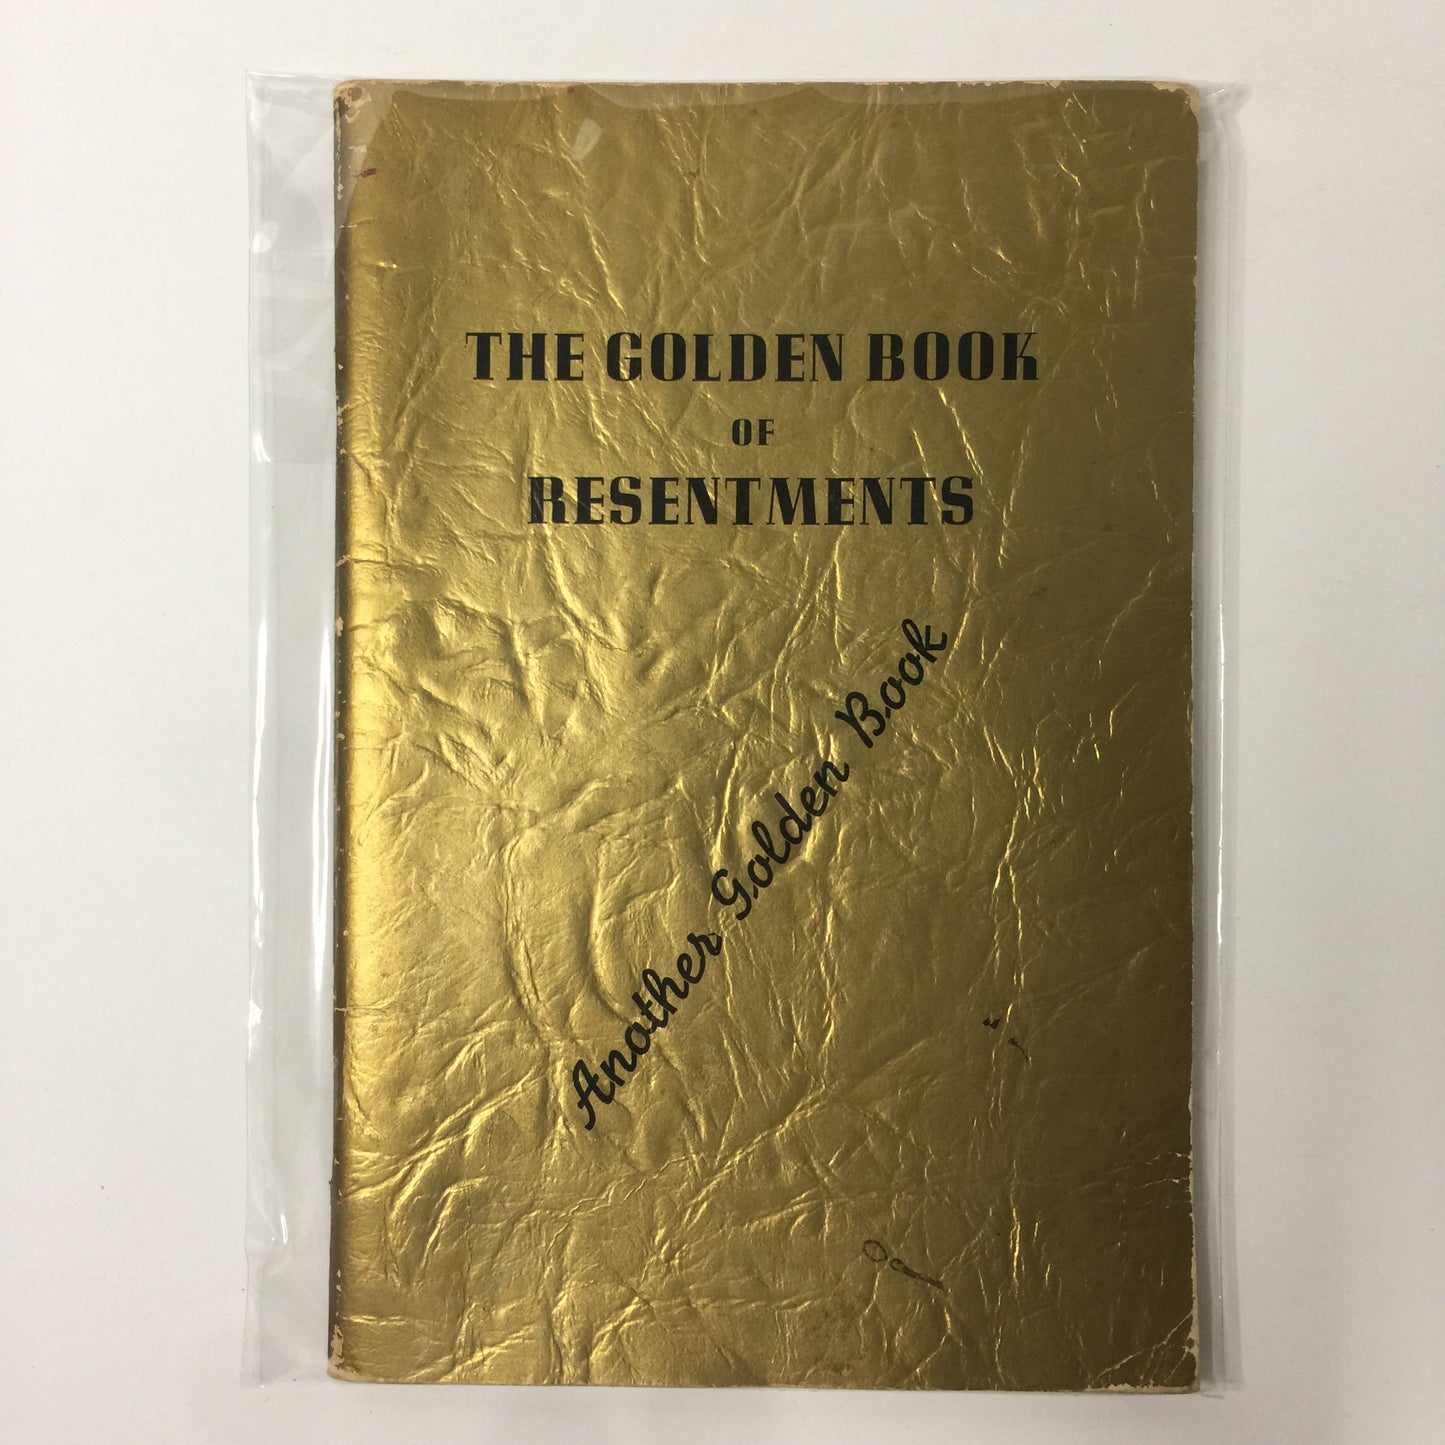 THE GOLDEN BOOK
OF
RESENTMENTS
Another Golden Book